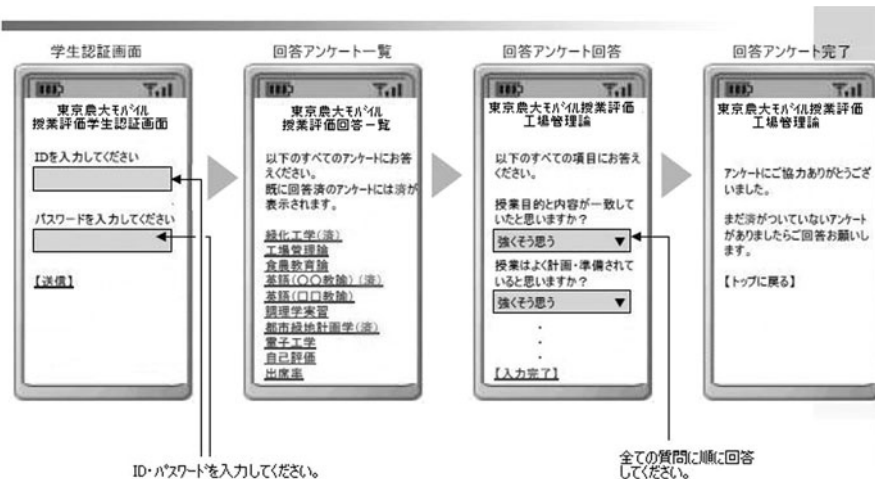 学生認証画面
東京農大モバイル
授業評価学生認証画面
IDを入力してください
パスワードを入力してください
【送信】
ID・パスワードを入力してください。
回答アンケート一覧
東京農大モバイル
授業評価回答一覧
以下のすべてのアンケートにお答
えください。
既に回答済のアンケートには済が
表示されます。
緑化工学(済)
工場管理論
食農教育論
英語(○○教諭)(済)
英語(□□教諭)
調理学実習
都市緑地計画学(済)
電子工学
自己評価
出席率
回答アンケート回答
東京農大モバイル授業評価
工場管理論
以下のすべての項目にお答え
ください。
授業目的と内容が一致して
いたと思いますか?
強くそう思う ▼
授業はよく計画・準備されて
いると思いますか?
強くそう思う ▼
・
・
・
【入力完了】
全ての質問に順に回答
してください。
回答アンケート完了
東京農大モバイル授業評価
工場管理論
アンケートにご協力ありがとうござ
いました。
まだ済がついていないアンケート
がありましたらご回答お願いし
ます。
【トップに戻る】